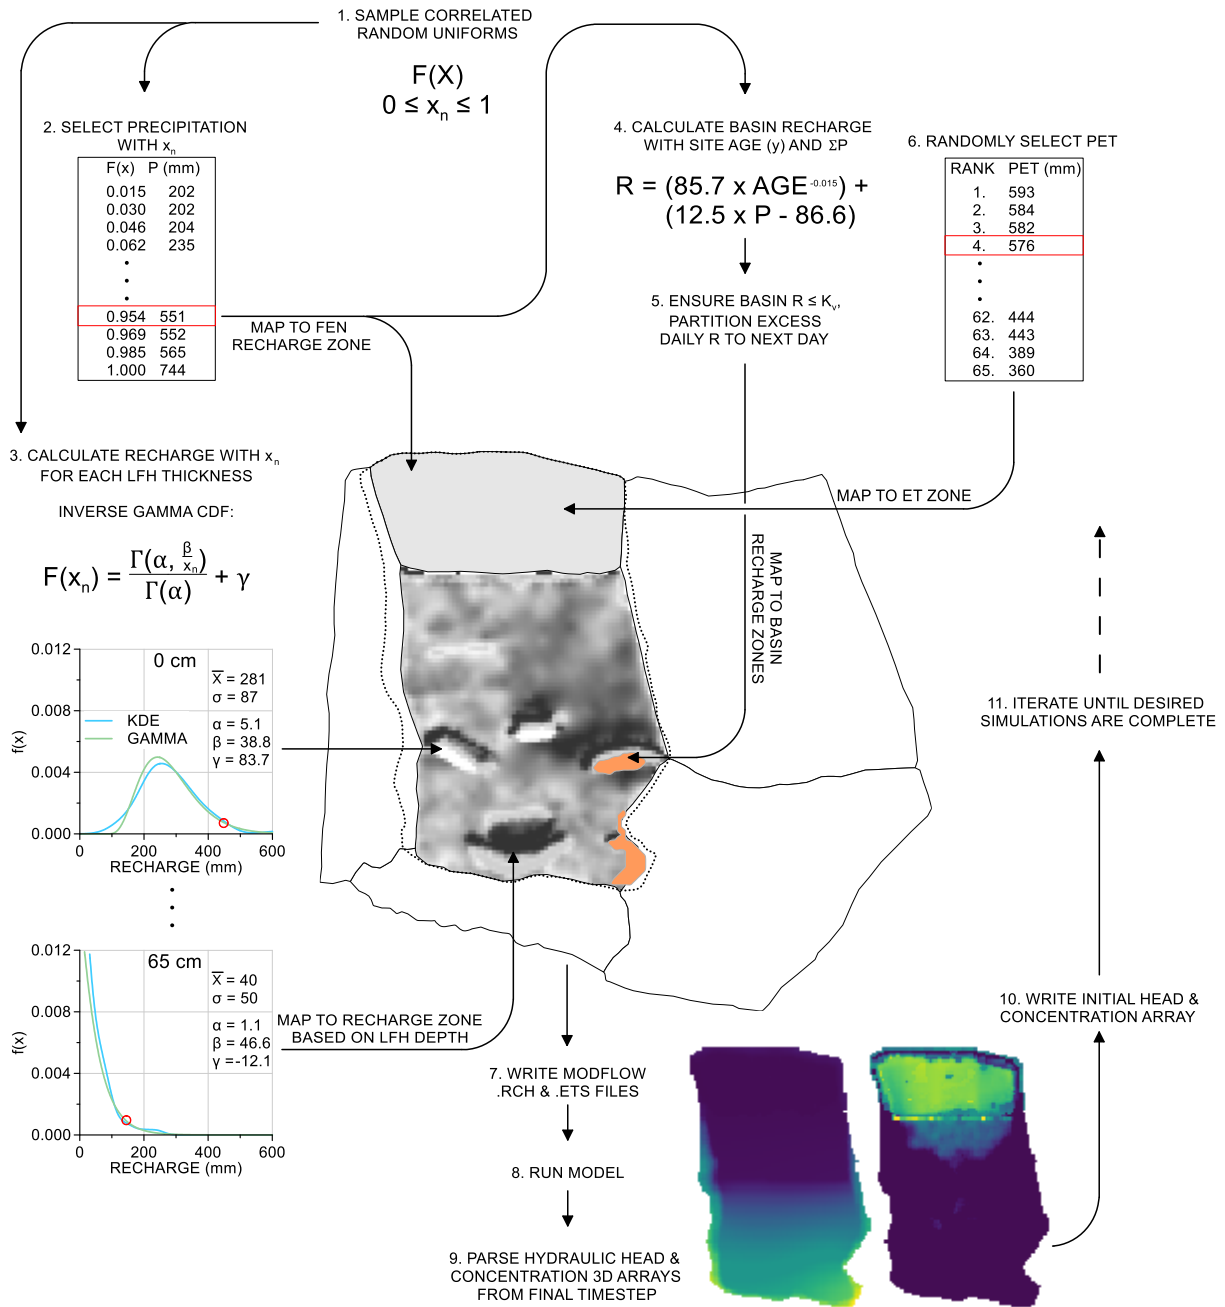 1. SAMPLE CORRELATED
RANDOM UNIFORMS
F(X)
0 ≤ xₙ ≤ 1
2. SELECT PRECIPITATION
WITH xₙ
F(x) P (mm)
0.015 202
0.030 202
0.046 204
0.062 235
0.954 551
0.969 552
0.985 565
1.000 744
MAP TO FEN
RECHARGE ZONE
3. CALCULATE RECHARGE WITH xₙ
FOR EACH LFH THICKNESS
INVERSE GAMMA CDF:
F(xₙ) = Γ(α, β/xₙ) / Γ(α) + γ
4. CALCULATE BASIN RECHARGE
WITH SITE AGE (y) AND ΣP
R = (85.7 x AGE^-0.015) +
(12.5 x P - 86.6)
5. ENSURE BASIN R ≤ Kᵥ,
PARTITION EXCESS
DAILY R TO NEXT DAY
6. RANDOMLY SELECT PET
RANK PET (mm)
1. 593
2. 584
3. 582
4. 576
62. 444
63. 443
64. 389
65. 360
MAP TO ET ZONE
MAP TO BASIN
RECHARGE ZONES
0.012
0.008
0.004
0.000
f(x)
0 cm
X̅ = 281
σ = 87
α = 5.1
β = 38.8
γ = 83.7
KDE
GAMMA
0 200 400 600
RECHARGE (mm)
0.012
0.008
0.004
0.000
f(x)
65 cm
X̅ = 40
σ = 50
α = 1.1
β = 46.6
γ =-12.1
0 200 400 600
RECHARGE (mm)
MAP TO RECHARGE ZONE
BASED ON LFH DEPTH
7. WRITE MODFLOW
.RCH & .ETS FILES
8. RUN MODEL
9. PARSE HYDRAULIC HEAD &
CONCENTRATION 3D ARRAYS
FROM FINAL TIMESTEP
10. WRITE INITIAL HEAD &
CONCENTRATION ARRAY
11. ITERATE UNTIL DESIRED
SIMULATIONS ARE COMPLETE